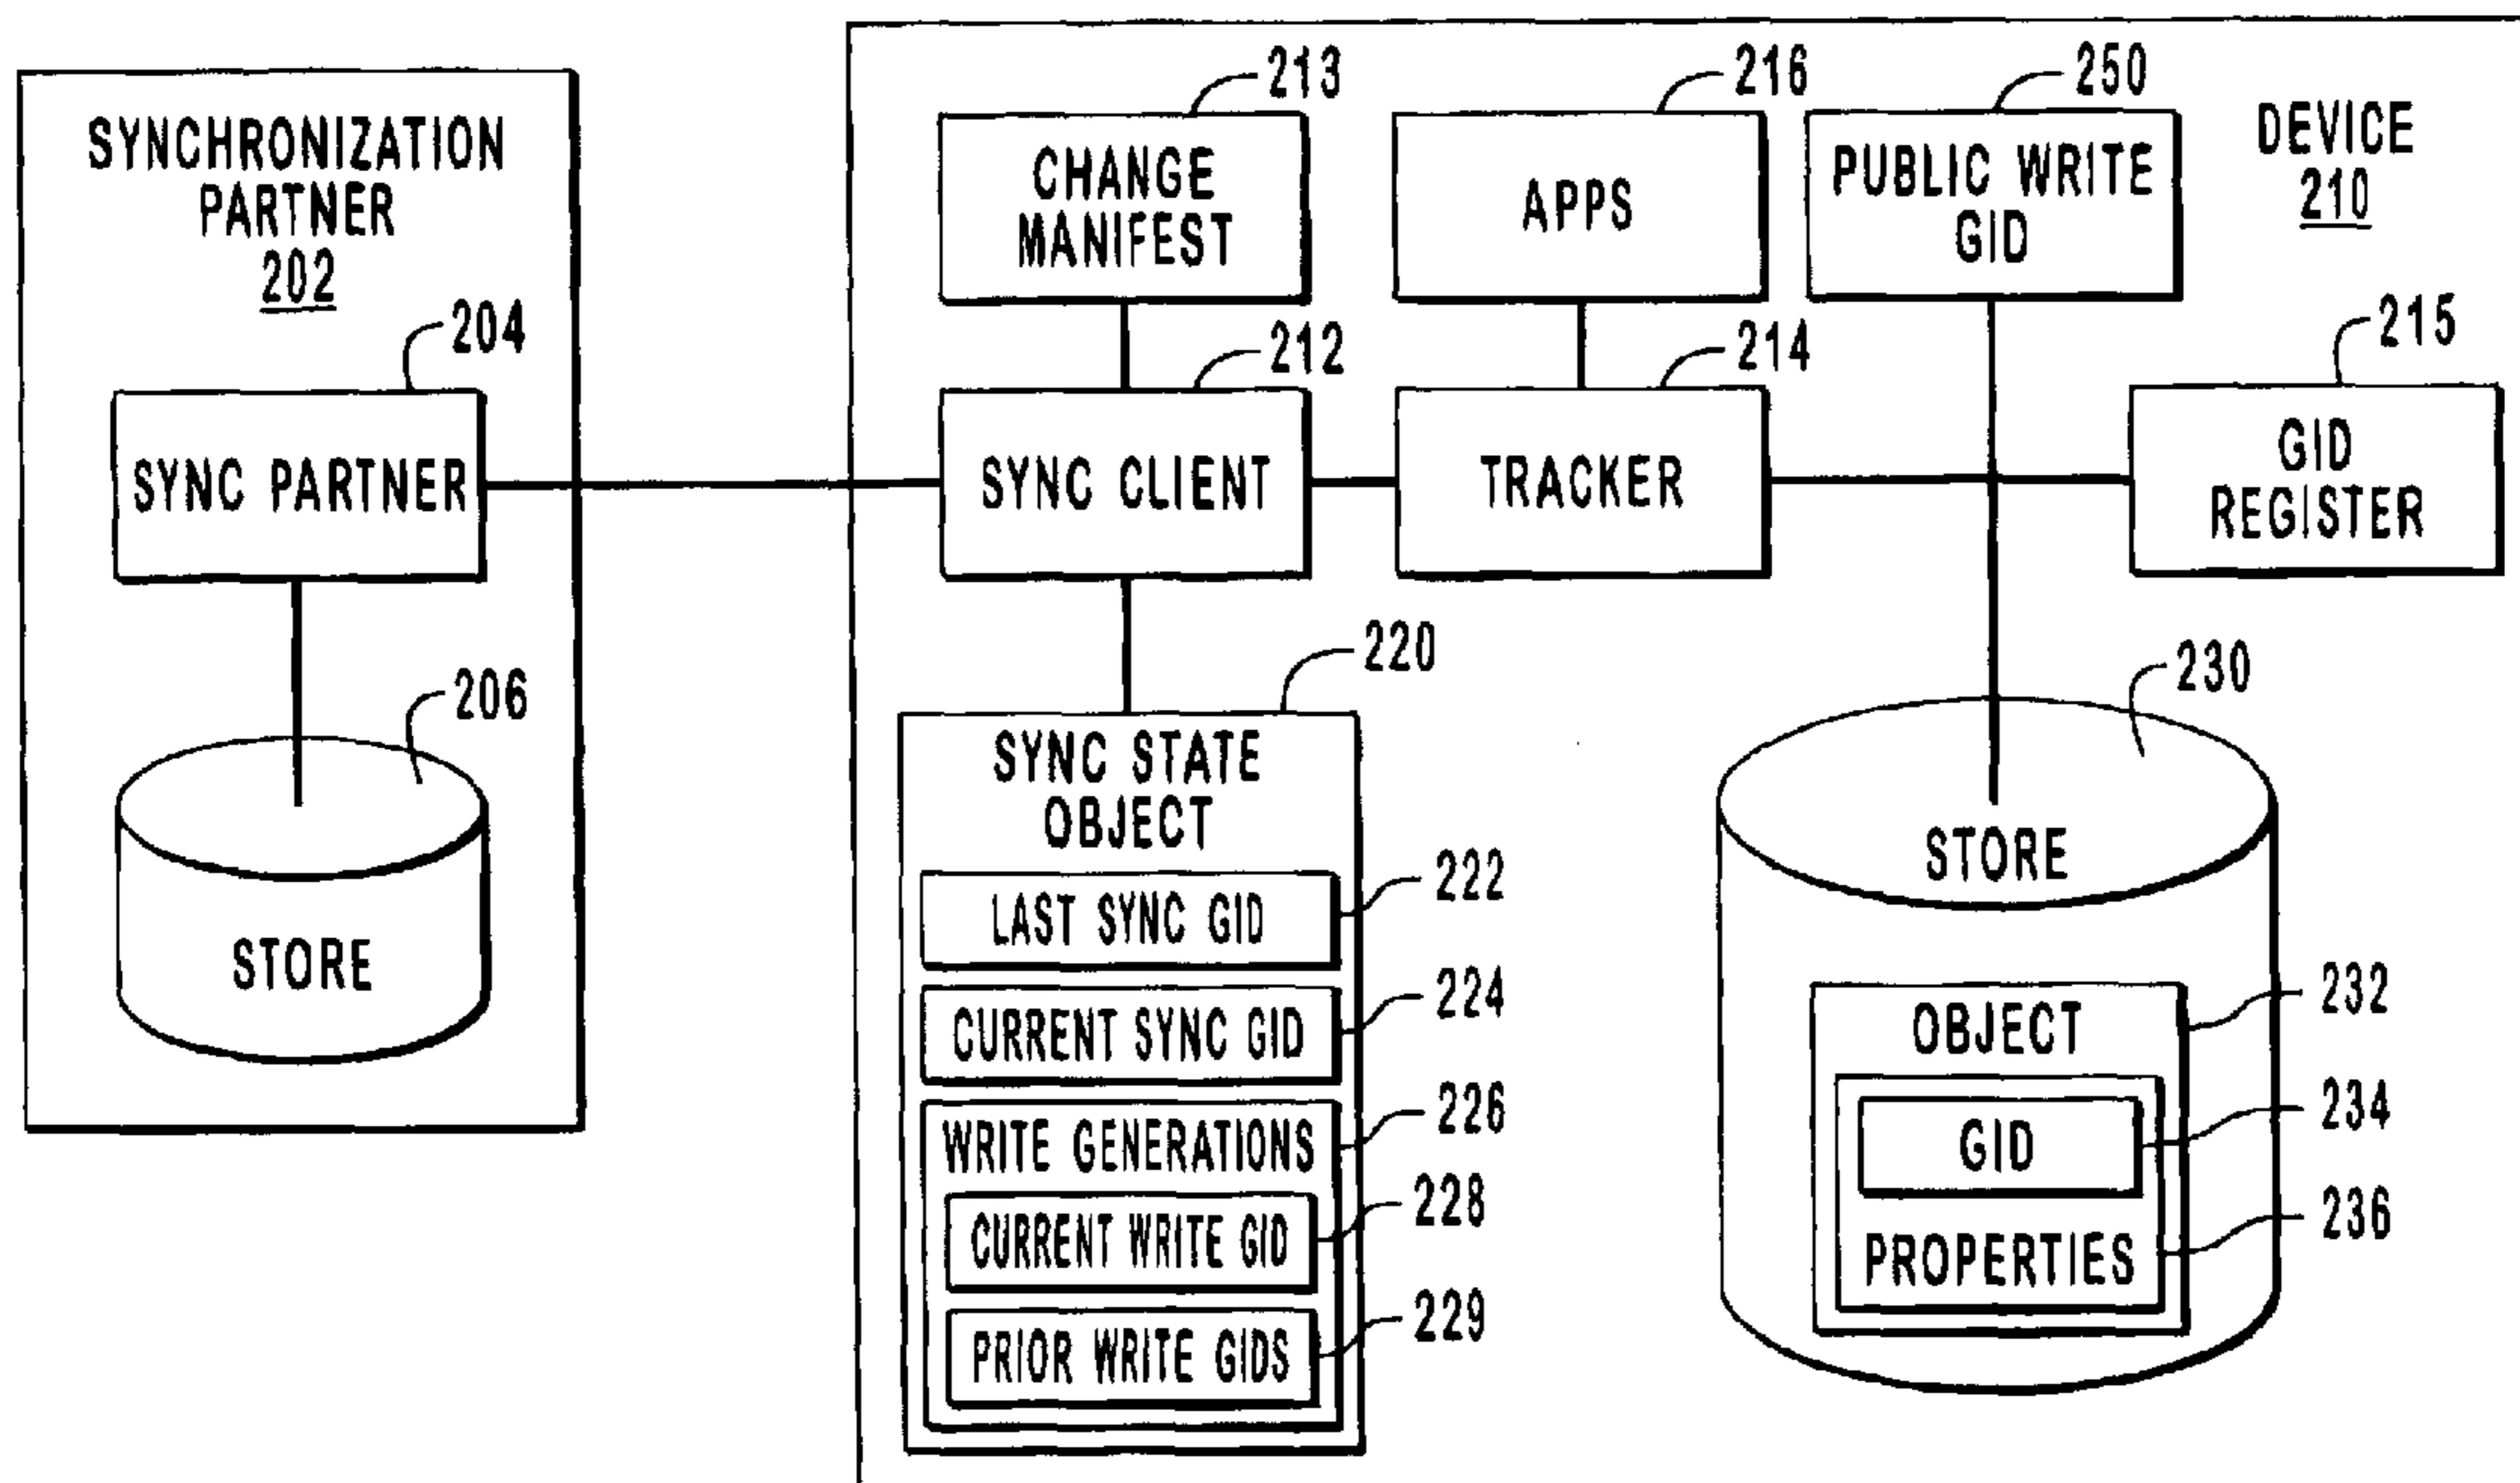 SYNCHRONIZATION
PARTNER
202
204
SYNC PARTNER
206
STORE
213
CHANGE
MANIFEST
216
APPS
250
PUBLIC WRITE
GID
DEVICE
210
212
SYNC CLIENT
214
TRACKER
215
GID
REGISTER
220
SYNC STATE
OBJECT
222
LAST SYNC GID
224
CURRENT SYNC GID
226
WRITE GENERATIONS
228
CURRENT WRITE GID
229
PRIOR WRITE GIDS
230
STORE
232
OBJECT
234
GID
236
PROPERTIES